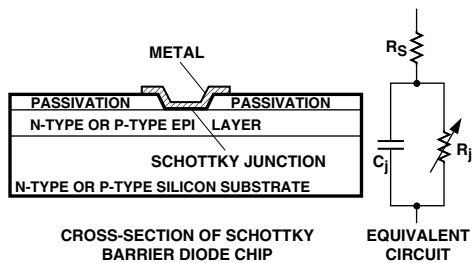 METAL
PASSIVATION
PASSIVATION
N-TYPE OR P-TYPE EPI LAYER
SCHOTTKY JUNCTION
N-TYPE OR P-TYPE SILICON SUBSTRATE
CROSS-SECTION OF SCHOTTKY
BARRIER DIODE CHIP
RS
Cj
Rj
EQUIVALENT
CIRCUIT